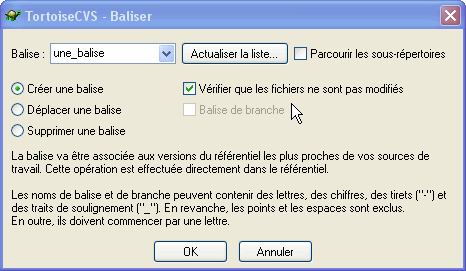 TortoiseCVS - Baliser
Balise : une_balise Actualiser la liste... Parcourir les sous-répertoires
Créer une balise Vérifier que les fichiers ne sont pas modifiés
Déplacer une balise Balise de branche
Supprimer une balise
La balise va être associée aux versions du référentiel les plus proches de vos sources de
travail. Cette opération est effectuée directement dans le référentiel.
Les noms de balise et de branche peuvent contenir des lettres, des chiffres, des tirets ("-") et
des traits de soulignement ("_"). En revanche, les points et les espaces sont exclus.
En outre, ils doivent commencer par une lettre.
OK Annuler